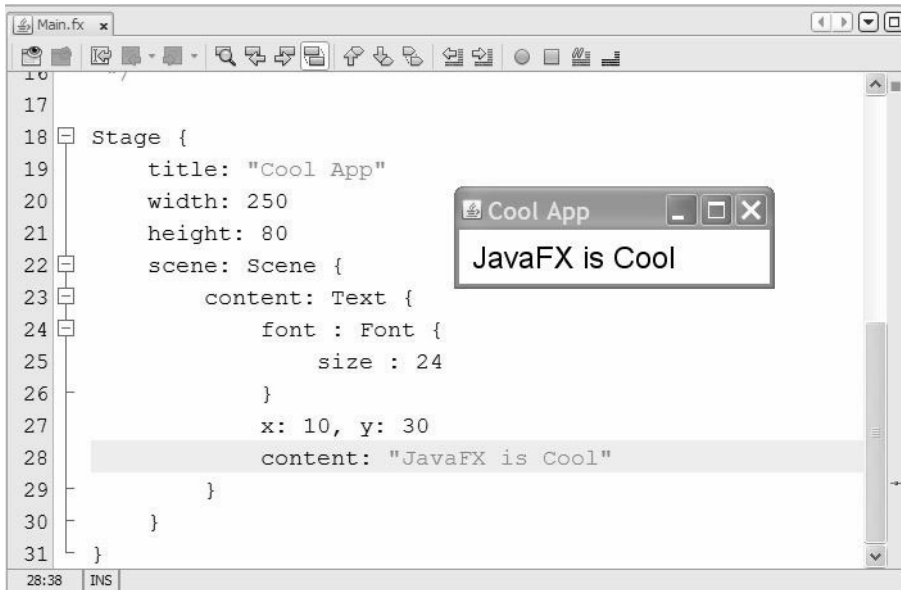 Main.fx x
16 */
17
18 Stage {
19 title: "Cool App"
20 width: 250
21 height: 80
22 scene: Scene {
23 content: Text {
24 font : Font {
25 size : 24
26 }
27 x: 10, y: 30
28 content: "JavaFX is Cool"
29 }
30 }
31 }
Cool App
JavaFX is Cool
28:38 INS